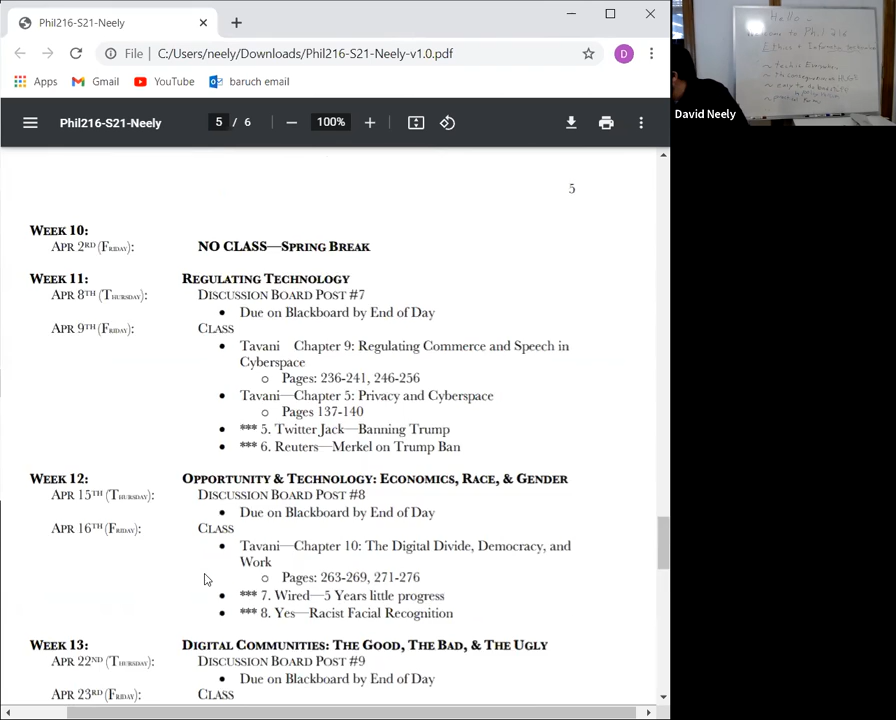 Phil216-S21-Neely
File
C:/Users/neely/Downloads/Phil216-S21-Neely-v1.0.pdf
D
Apps
Gmail
YouTube
baruch email
Phil216-S21-Neely
5 / 6
100%
5
WEEK 10:
APR 2RD (FRIDAY):
NO CLASS—SPRING BREAK
WEEK 11:
REGULATING TECHNOLOGY
APR 8TH (THURSDAY):
DISCUSSION BOARD POST #7
• Due on Blackboard by End of Day
APR 9TH (FRIDAY):
CLASS
• Tavani Chapter 9: Regulating Commerce and Speech in
Cyberspace
o Pages: 236-241, 246-256
• Tavani—Chapter 5: Privacy and Cyberspace
o Pages 137-140
• *** 5. Twitter Jack—Banning Trump
• *** 6. Reuters—Merkel on Trump Ban
WEEK 12:
OPPORTUNITY & TECHNOLOGY: ECONOMICS, RACE, & GENDER
APR 15TH (THURSDAY):
DISCUSSION BOARD POST #8
• Due on Blackboard by End of Day
APR 16TH (FRIDAY):
CLASS
• Tavani—Chapter 10: The Digital Divide, Democracy, and
Work
o Pages: 263-269, 271-276
• *** 7. Wired—5 Years little progress
• *** 8. Yes—Racist Facial Recognition
WEEK 13:
DIGITAL COMMUNITIES: THE GOOD, THE BAD, & THE UGLY
APR 22ND (THURSDAY):
DISCUSSION BOARD POST #9
• Due on Blackboard by End of Day
APR 23RD (FRIDAY):
CLASS
Hello
to Phil 216
Ethics +
David Neely